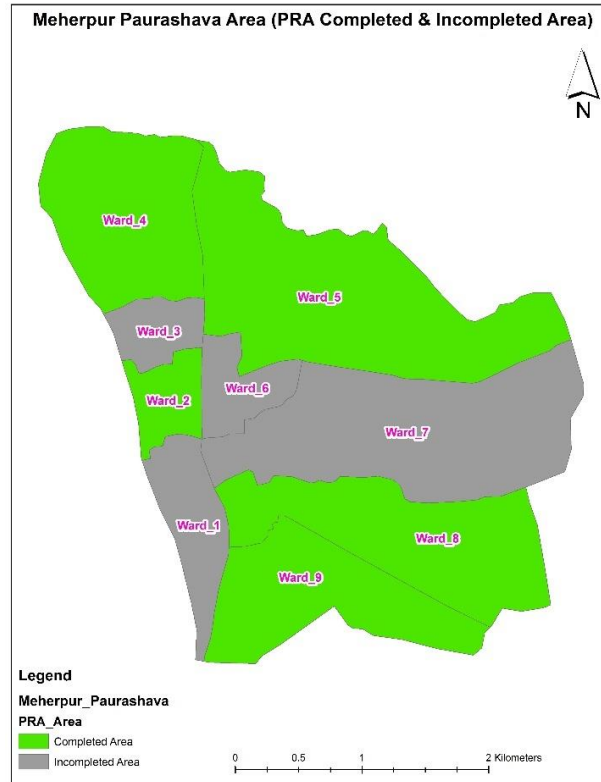 Meherpur Paurashava Area (PRA Completed & Incompleted Area)
N
Ward_4
Ward_5
Ward_3
Ward_6
Ward_2
Ward_7
Ward_1
Ward_8
Ward_9
Legend
Meherpur_Paurashava
PRA_Area
Completed Area
Incompleted Area
0 0.5 1 2 Kilometers